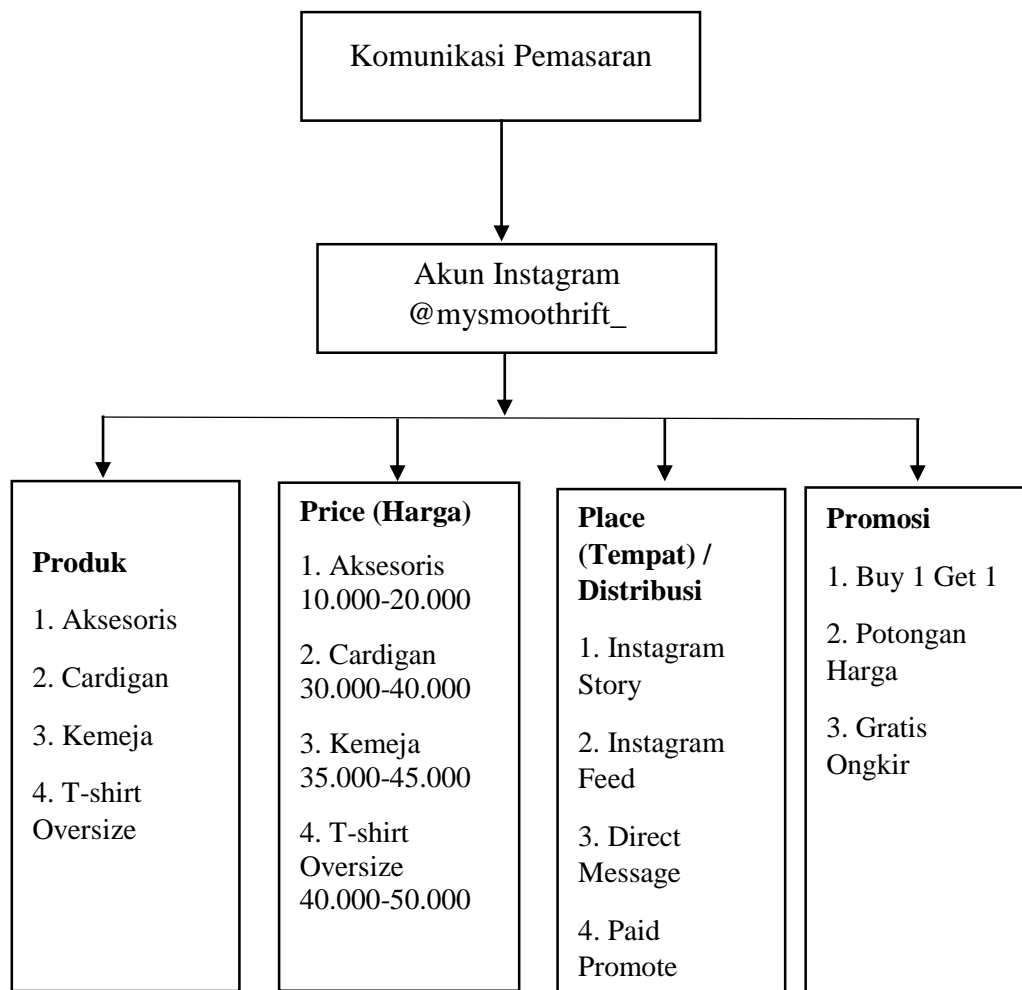 Komunikasi Pemasaran
Akun Instagram
@mysmoothrift_
Produk
1. Aksesoris
2. Cardigan
3. Kemeja
4. T-shirt
Oversize
Price (Harga)
1. Aksesoris
10.000-20.000
2. Cardigan
30.000-40.000
3. Kemeja
35.000-45.000
4. T-shirt
Oversize
40.000-50.000
Place
(Tempat) /
Distribusi
1. Instagram
Story
2. Instagram
Feed
3. Direct
Message
4. Paid
Promote
Promosi
1. Buy 1 Get 1
2. Potongan
Harga
3. Gratis
Ongkir